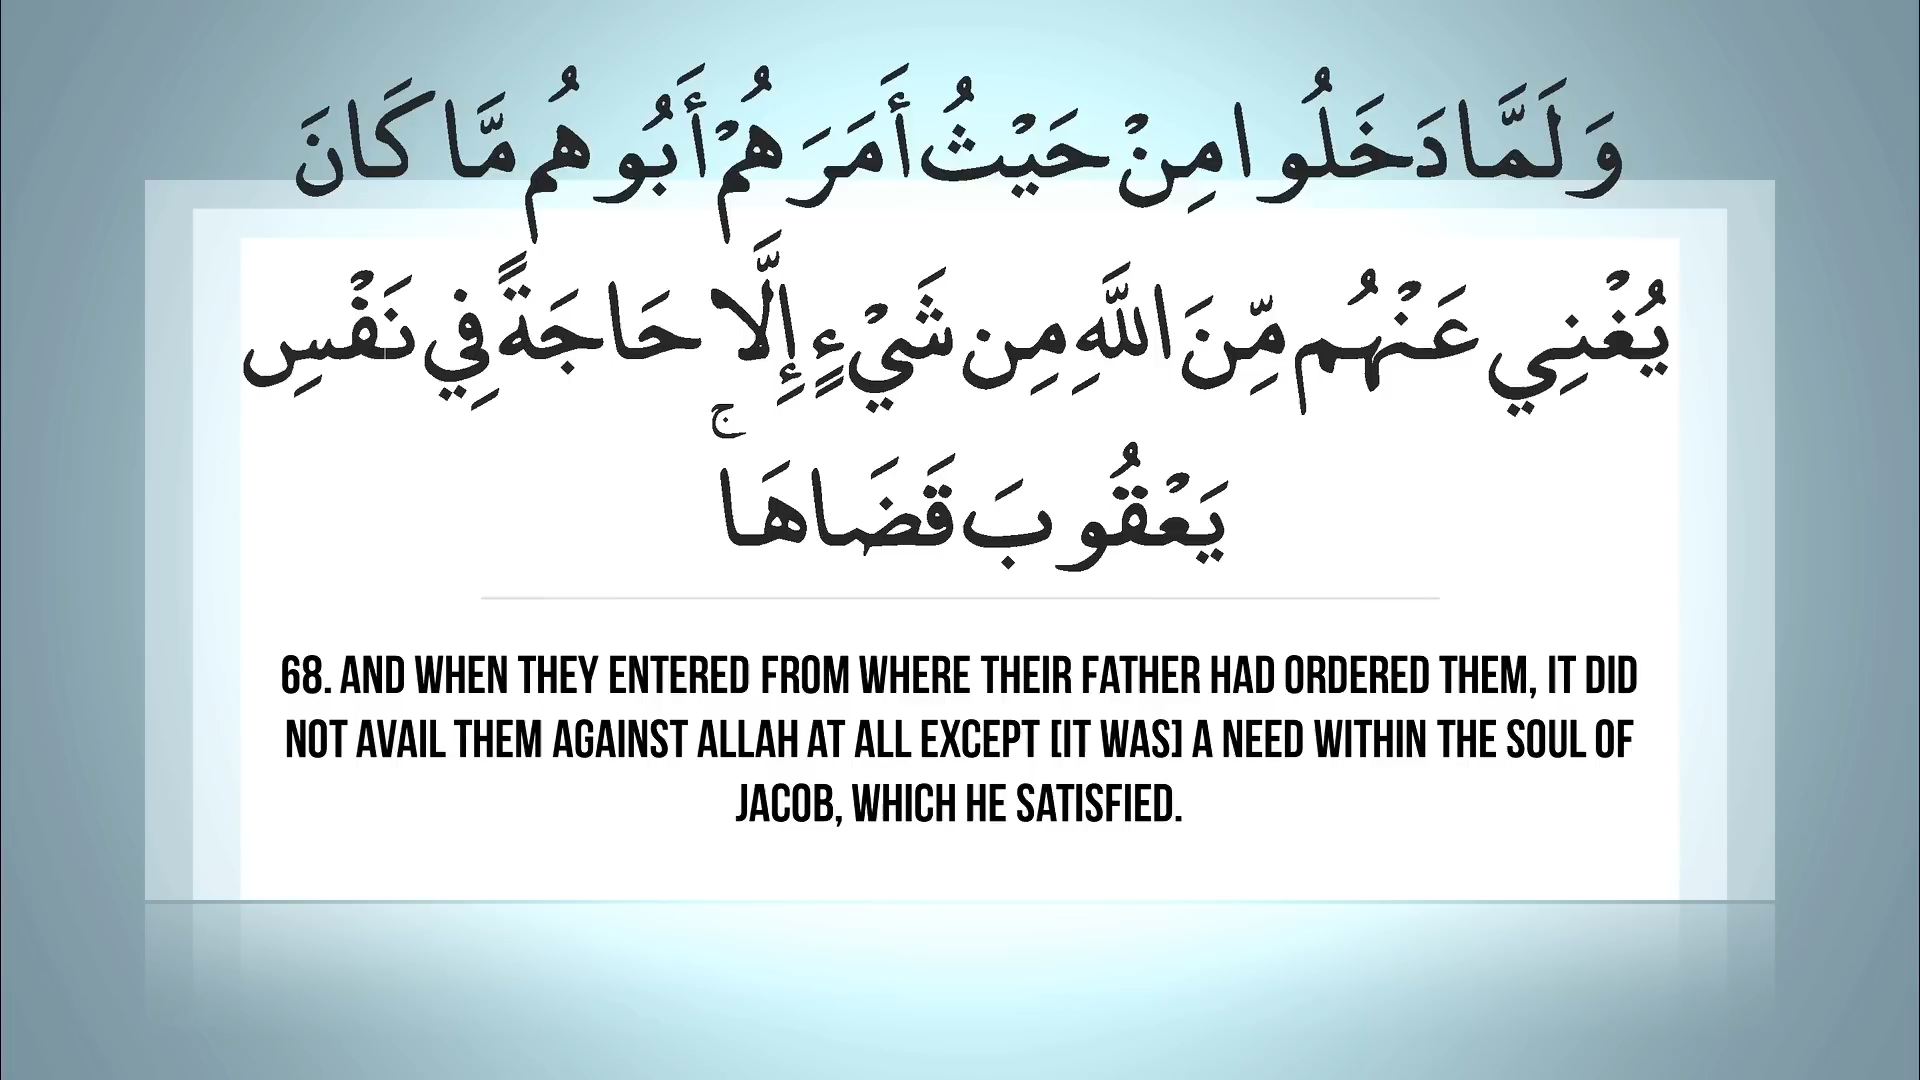 وَلَمَّا دَخَلُوا مِنْ حَيْثُ أَمَرَهُمْ أَبُوهُم مَّا كَانَ
يُغْنِي عَنْهُم مِّنَ اللَّهِ مِن شَيْءٍ إِلَّا حَاجَةً فِي نَفْسِ
يَعْقُوبَ قَضَاهَا ۚ
68. AND WHEN THEY ENTERED FROM WHERE THEIR FATHER HAD ORDERED THEM, IT DID
NOT AVAIL THEM AGAINST ALLAH AT ALL EXCEPT [IT WAS] A NEED WITHIN THE SOUL OF
JACOB, WHICH HE SATISFIED.